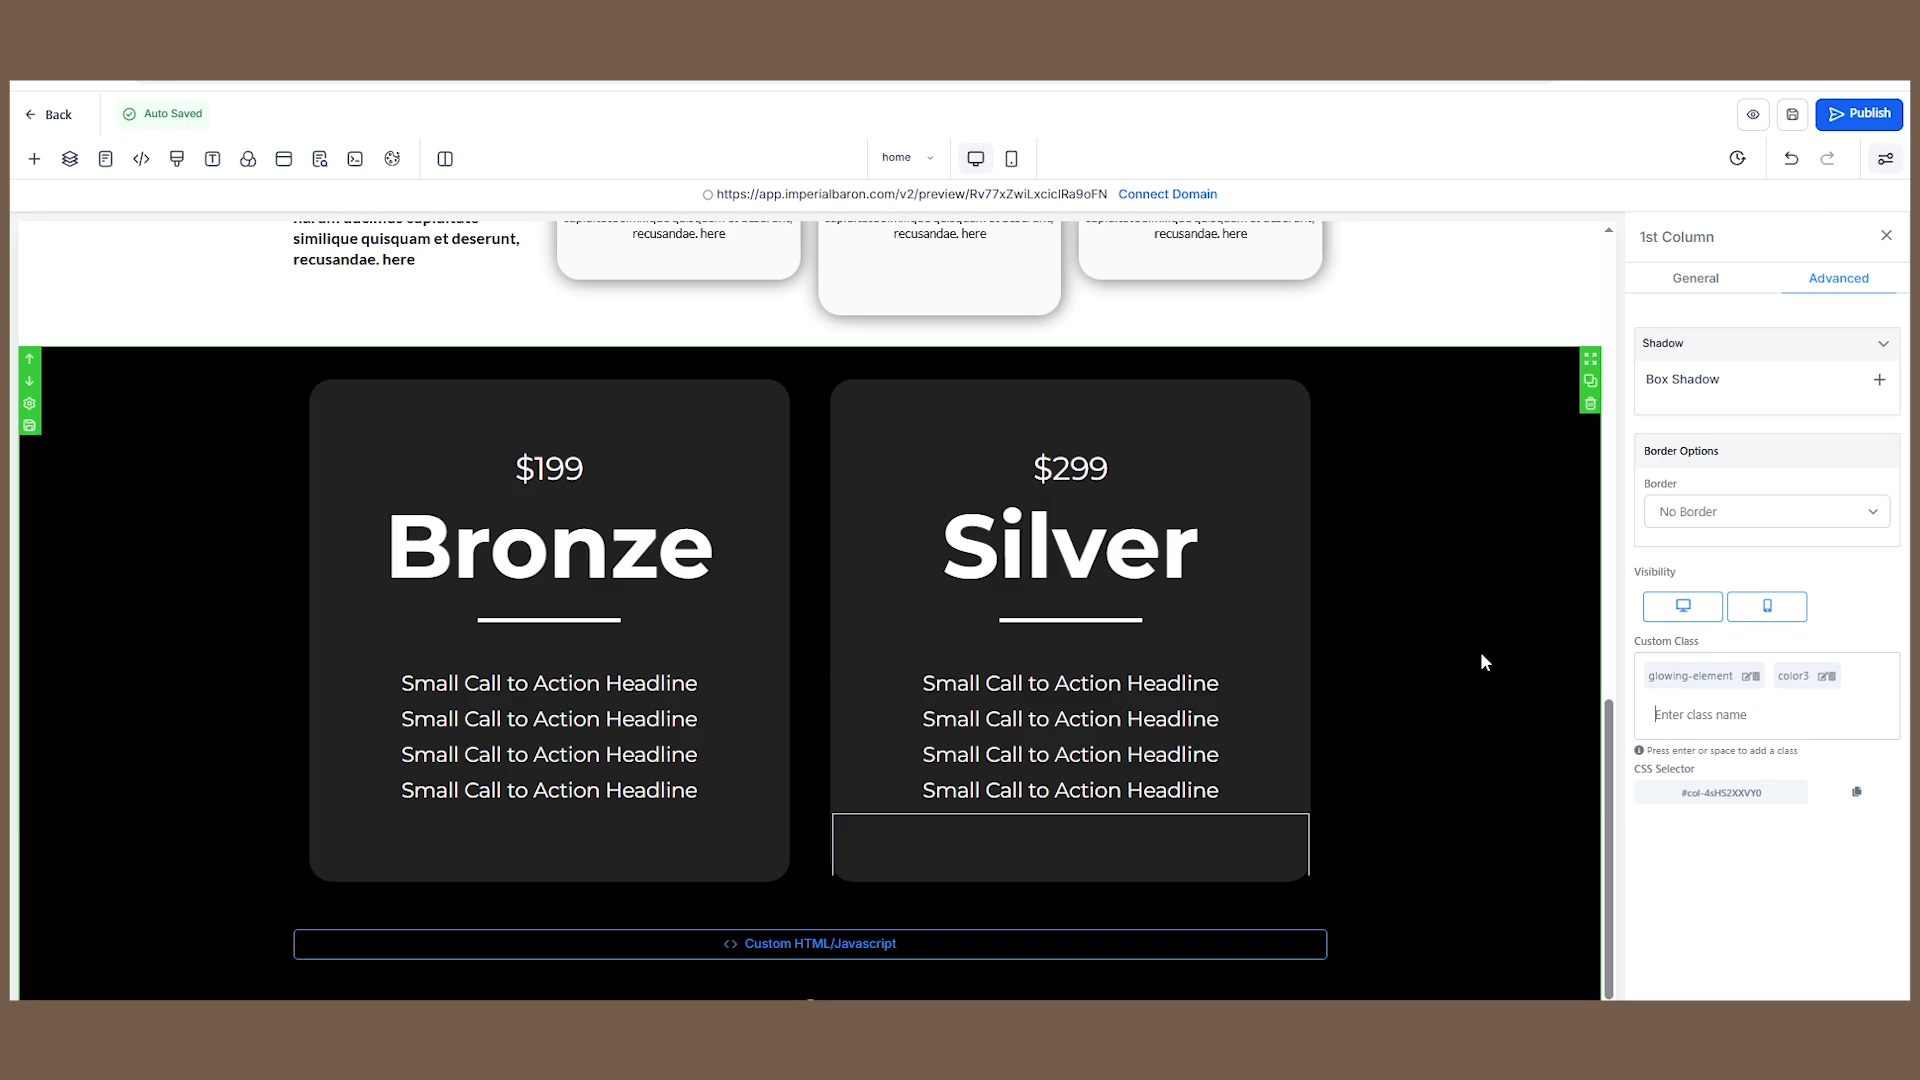 Back
Auto Saved
Publish
home
https://app.imperialbaron.com/v2/preview/Rv77xZwiLxciclRa9oFN Connect Domain
similique quisquam et deserunt,
recusandae. here
recusandae. here
recusandae. here
recusandae. here
$199
Bronze
Small Call to Action Headline
Small Call to Action Headline
Small Call to Action Headline
Small Call to Action Headline
$299
Silver
Small Call to Action Headline
Small Call to Action Headline
Small Call to Action Headline
Small Call to Action Headline
<> Custom HTML/Javascript
1st Column
General Advanced
Shadow
Box Shadow
Border Options
Border
No Border
Visibility
Custom Class
glowing-element color3
Enter class name
Press enter or space to add a class
CSS Selector
#col-4sHS2XXVY0